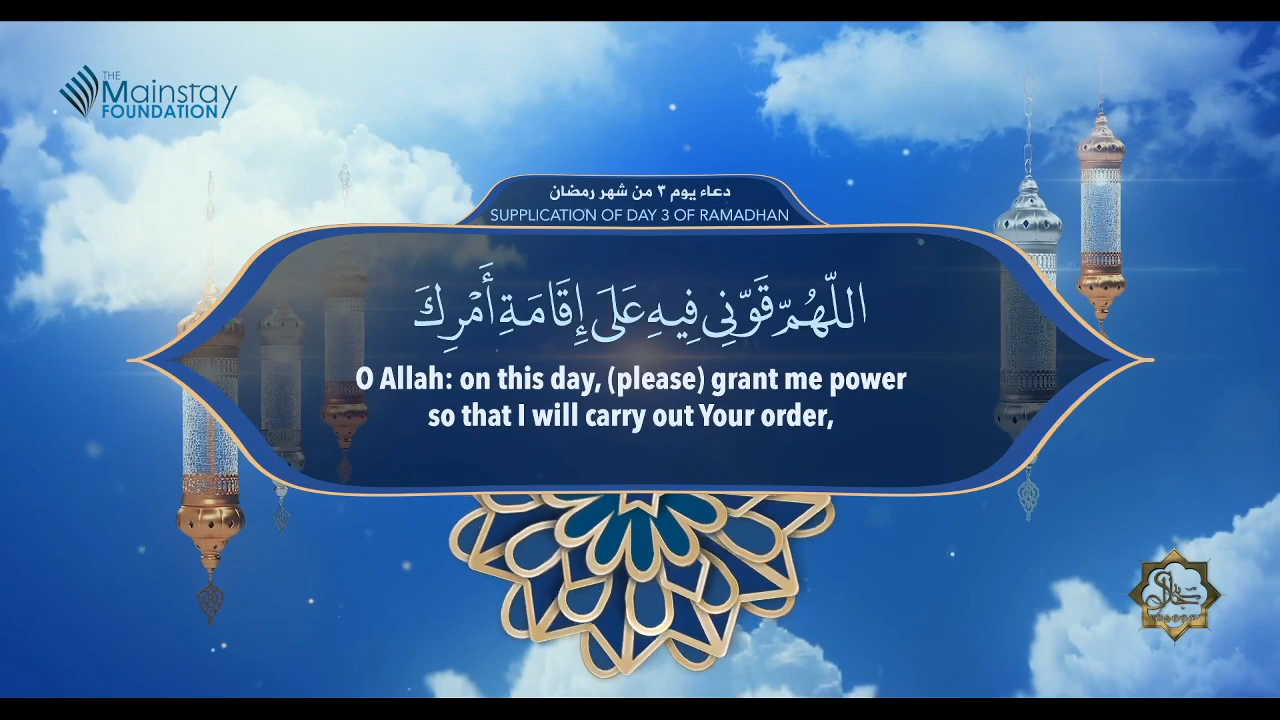 THE
Mainstay
FOUNDATION
دعاء يوم ٣ من شهر رمضان
SUPPLICATION OF DAY 3 OF RAMADHAN
اللّٰهُمَّ قَوِّنِي فِيهِ عَلَىٰ إِقَامَةِ أَمْرِكَ
O Allah: on this day, (please) grant me power
so that I will carry out Your order,